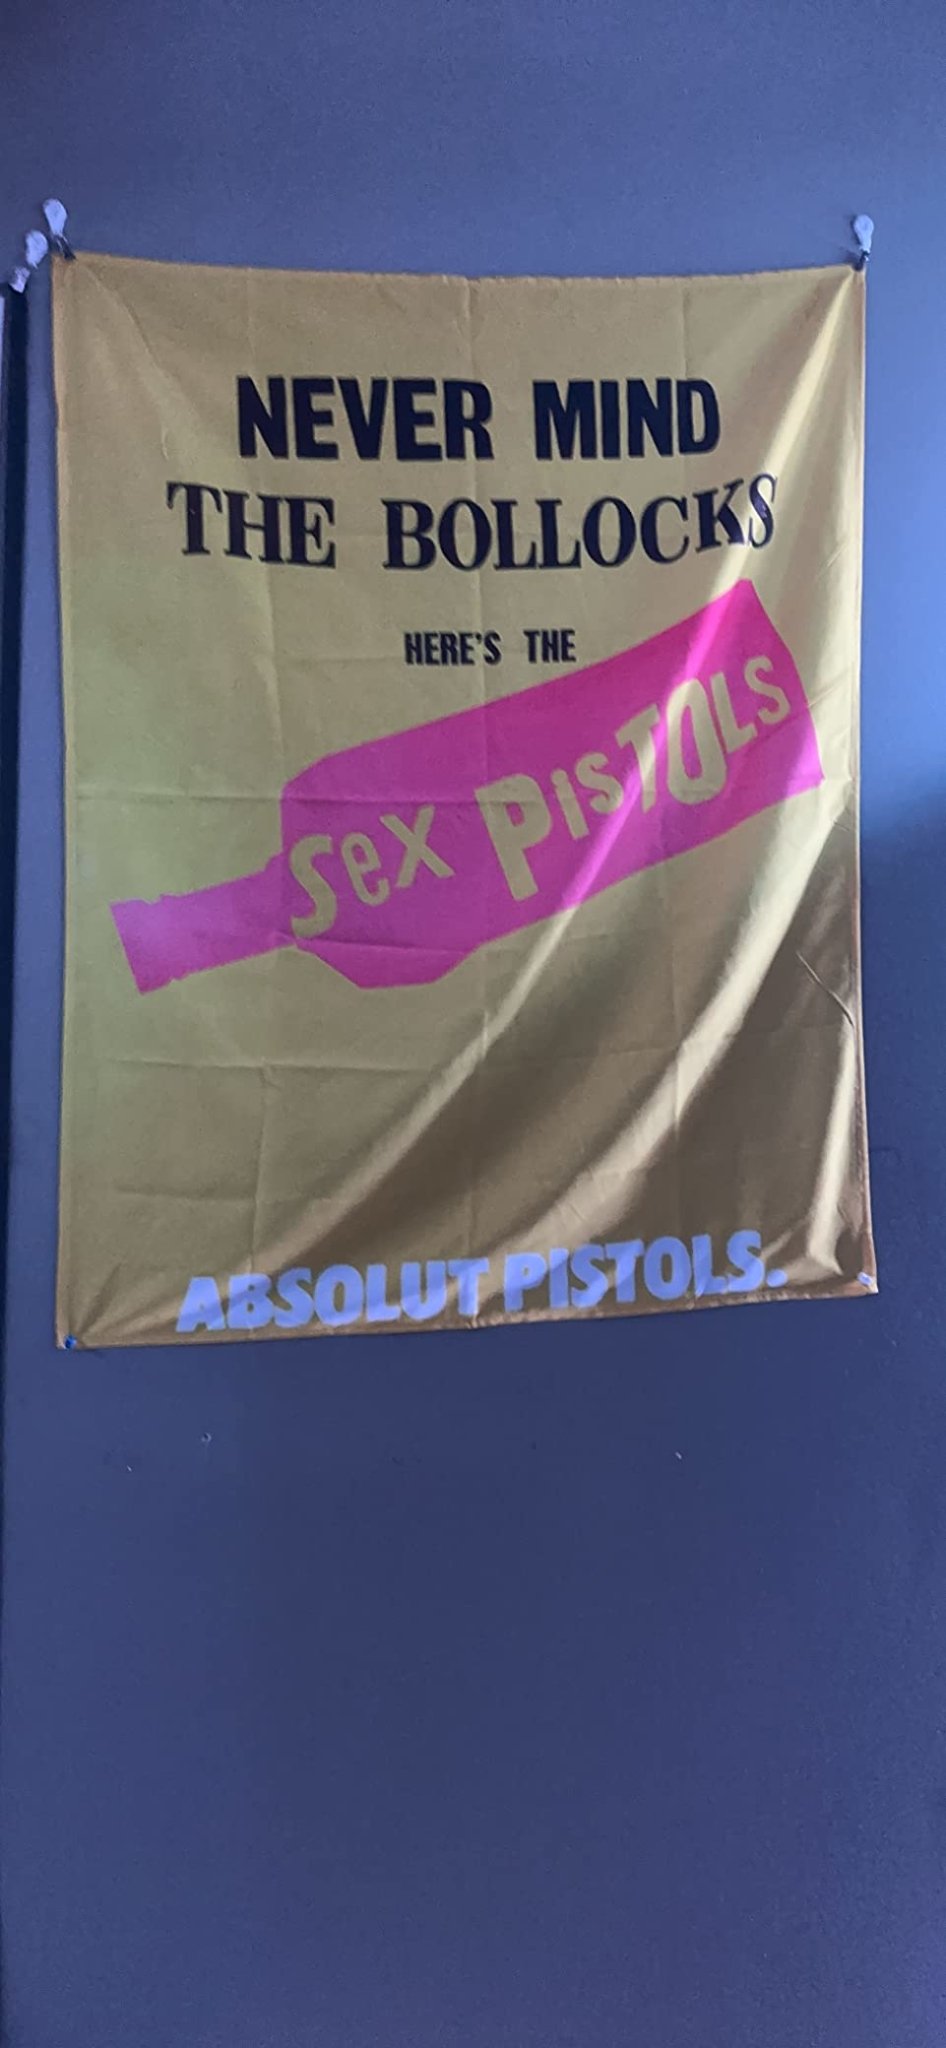 NEVER MIND
THE BOLLOCKS
HERE'S THE
SeX PisTOLS
ABSOLUT PISTOLS.